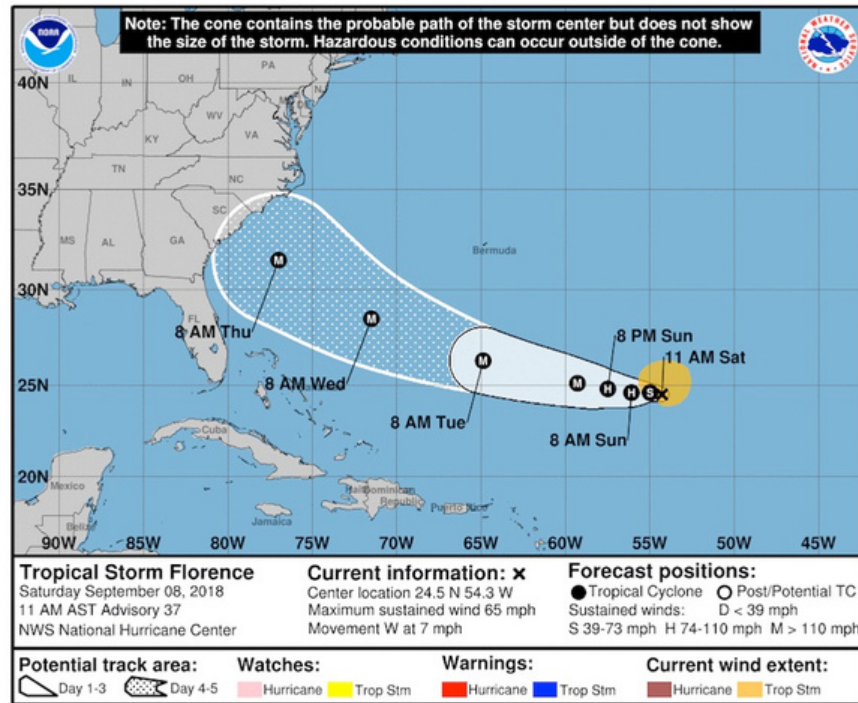 Note: The cone contains the probable path of the storm center but does not show
the size of the storm. Hazardous conditions can occur outside of the cone.
NOAA
40N
35N
30N
25N
20N
IL
IN
OH
PA
WV
VA
KY
TN
NC
SC
MS
AL
GA
FL
Bermuda
M
8 AM Thu
M
8 AM Wed
M
8 AM Tue
M
8 PM Sun
H
11 AM Sat
H
8 AM Sun
S
Mexico
Belize
Cuba
Jamaica
Dominican
Republic
Puerto Rico
90W 85W 80W 75W 70W 65W 60W 55W 50W 45W
Tropical Storm Florence
Saturday September 08, 2018
11 AM AST Advisory 37
NWS National Hurricane Center
Current information: x
Center location 24.5 N 54.3 W
Maximum sustained wind 65 mph
Movement W at 7 mph
Forecast positions:
Tropical Cyclone Post/Potential TC
Sustained winds: D < 39 mph
S 39-73 mph H 74-110 mph M > 110 mph
Potential track area:
Day 1-3 Day 4-5
Watches:
Hurricane Trop Stm
Warnings:
Hurricane Trop Stm
Current wind extent:
Hurricane Trop Stm